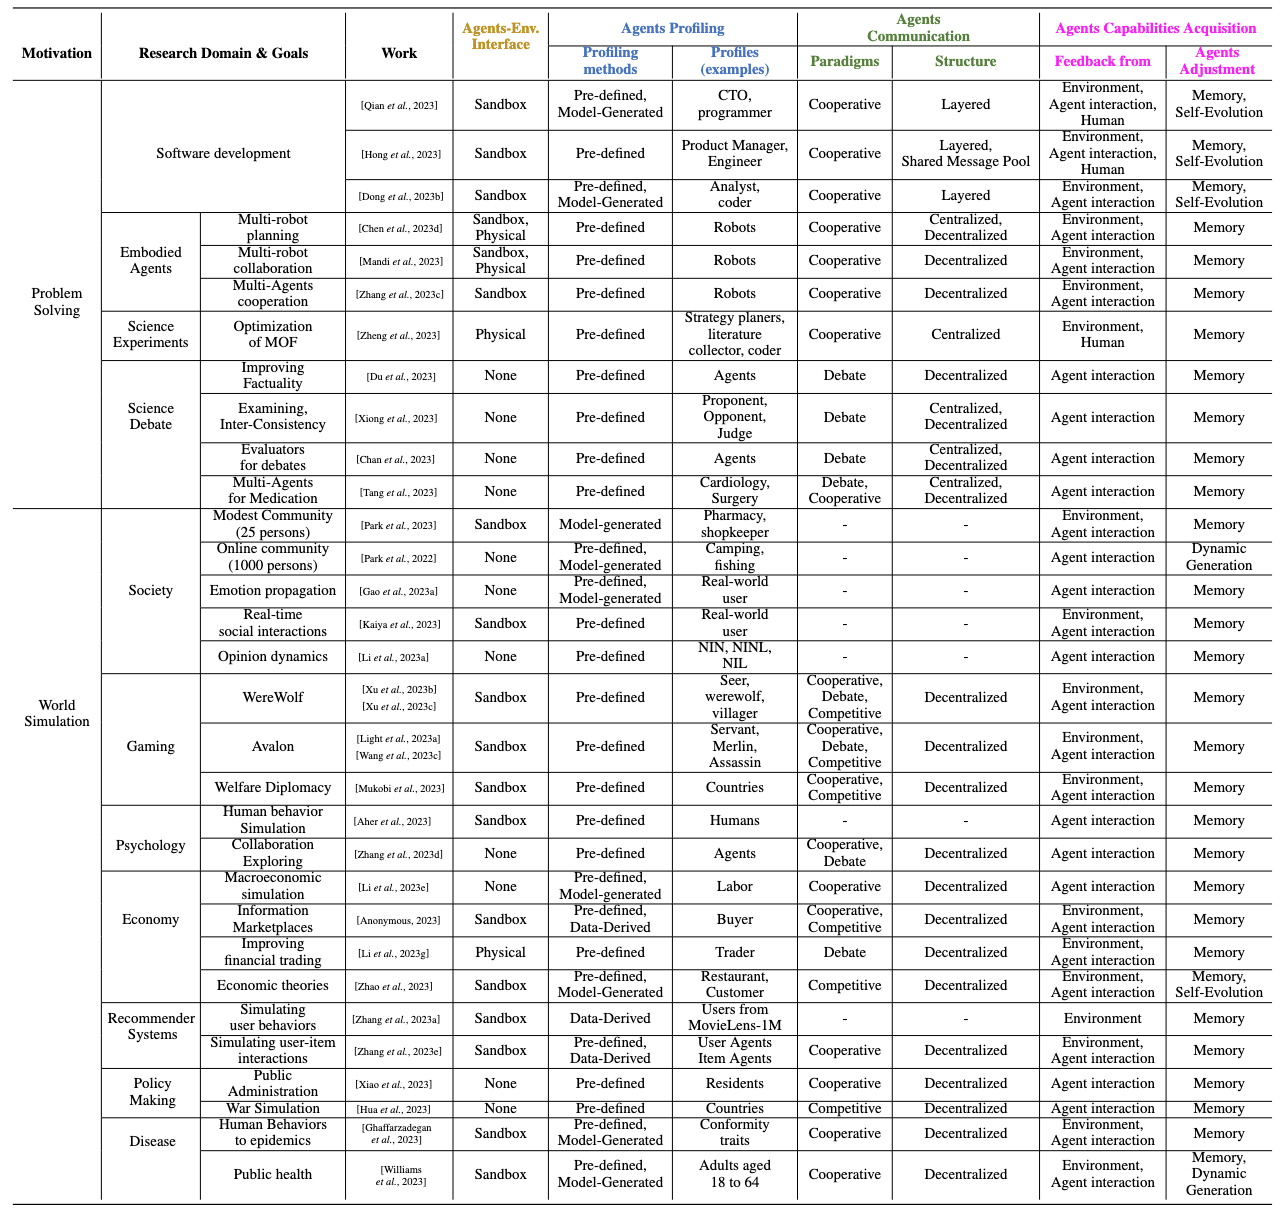 Motivation | Research Domain & Goals | Work | Agents-Env. Interface | Agents Profiling | Agents Communication | Agents Capabilities Acquisition
Profiling methods | Profiles (examples) | Paradigms | Structure | Feedback from | Agents Adjustment
Problem Solving | Software development | [Qian et al., 2023] | Sandbox | Pre-defined, Model-Generated | CTO, programmer | Cooperative | Layered | Environment, Agent interaction, Human | Memory, Self-Evolution
[Hong et al., 2023] | Sandbox | Pre-defined | Product Manager, Engineer | Cooperative | Layered, Shared Message Pool | Environment, Agent interaction, Human | Memory, Self-Evolution
[Dong et al., 2023b] | Sandbox | Pre-defined, Model-Generated | Analyst, coder | Cooperative | Layered | Environment, Agent interaction | Memory, Self-Evolution
Embodied Agents | Multi-robot planning | [Chen et al., 2023d] | Sandbox, Physical | Pre-defined | Robots | Cooperative | Centralized, Decentralized | Environment, Agent interaction | Memory
Multi-robot collaboration | [Mandi et al., 2023] | Sandbox, Physical | Pre-defined | Robots | Cooperative | Decentralized | Environment, Agent interaction | Memory
Multi-Agents cooperation | [Zhang et al., 2023c] | Sandbox | Pre-defined | Robots | Cooperative | Decentralized | Environment, Agent interaction | Memory
Science Experiments | Optimization of MOF | [Zheng et al., 2023] | Physical | Pre-defined | Strategy planers, literature collector, coder | Cooperative | Centralized | Environment, Human | Memory
Science Debate | Improving Factuality | [Du et al., 2023] | None | Pre-defined | Agents | Debate | Decentralized | Agent interaction | Memory
Examining, Inter-Consistency | [Xiong et al., 2023] | None | Pre-defined | Proponent, Opponent, Judge | Debate | Centralized, Decentralized | Agent interaction | Memory
Evaluators for debates | [Chan et al., 2023] | None | Pre-defined | Agents | Debate | Centralized, Decentralized | Agent interaction | Memory
Multi-Agents for Medication | [Tang et al., 2023] | None | Pre-defined | Cardiology, Surgery | Debate, Cooperative | Centralized, Decentralized | Agent interaction | Memory
World Simulation | Society | Modest Community (25 persons) | [Park et al., 2023] | Sandbox | Model-generated | Pharmacy, shopkeeper | - | - | Environment, Agent interaction | Memory
Online community (1000 persons) | [Park et al., 2022] | None | Pre-defined, Model-generated | Camping, fishing | - | - | Agent interaction | Dynamic Generation
Emotion propagation | [Gao et al., 2023a] | None | Pre-defined, Model-generated | Real-world user | - | - | Agent interaction | Memory
Real-time social interactions | [Kaiya et al., 2023] | Sandbox | Pre-defined | Real-world user | - | - | Environment, Agent interaction | Memory
Opinion dynamics | [Li et al., 2023a] | None | Pre-defined | NIN, NINL, NIL | - | - | Agent interaction | Memory
Gaming | WereWolf | [Xu et al., 2023b] [Xu et al., 2023c] | Sandbox | Pre-defined | Seer, werewolf, villager | Cooperative, Debate, Competitive | Decentralized | Environment, Agent interaction | Memory
Avalon | [Light et al., 2023a] [Wang et al., 2023c] | Sandbox | Pre-defined | Servant, Merlin, Assassin | Cooperative, Debate, Competitive | Decentralized | Environment, Agent interaction | Memory
Welfare Diplomacy | [Mukobi et al., 2023] | Sandbox | Pre-defined | Countries | Cooperative, Competitive | Decentralized | Environment, Agent interaction | Memory
Psychology | Human behavior Simulation | [Aher et al., 2023] | Sandbox | Pre-defined | Humans | - | - | Agent interaction | Memory
Collaboration Exploring | [Zhang et al., 2023d] | None | Pre-defined | Agents | Cooperative, Debate | Decentralized | Agent interaction | Memory
Economy | Macroeconomic simulation | [Li et al., 2023e] | None | Pre-defined, Model-generated | Labor | Cooperative | Decentralized | Agent interaction | Memory
Information Marketplaces | [Anonymous, 2023] | Sandbox | Pre-defined, Data-Derived | Buyer | Cooperative, Competitive | Decentralized | Environment, Agent interaction | Memory
Improving financial trading | [Li et al., 2023g] | Physical | Pre-defined | Trader | Debate | Decentralized | Environment, Agent interaction | Memory
Economic theories | [Zhao et al., 2023] | Sandbox | Pre-defined, Model-Generated | Restaurant, Customer | Competitive | Decentralized | Environment, Agent interaction | Memory, Self-Evolution
Recommender Systems | Simulating user behaviors | [Zhang et al., 2023a] | Sandbox | Data-Derived | Users from MovieLens-1M | - | - | Environment | Memory
Simulating user-item interactions | [Zhang et al., 2023e] | Sandbox | Pre-defined, Data-Derived | User Agents Item Agents | Cooperative | Decentralized | Environment, Agent interaction | Memory
Policy Making | Public Administration | [Xiao et al., 2023] | None | Pre-defined | Residents | Cooperative | Decentralized | Agent interaction | Memory
War Simulation | [Hua et al., 2023] | None | Pre-defined | Countries | Competitive | Decentralized | Agent interaction | Memory
Disease | Human Behaviors to epidemics | [Ghaffarzadegan et al., 2023] | Sandbox | Pre-defined, Model-Generated | Conformity traits | Cooperative | Decentralized | Environment, Agent interaction | Memory
Public health | [Williams et al., 2023] | Sandbox | Pre-defined, Model-Generated | Adults aged 18 to 64 | Cooperative | Decentralized | Environment, Agent interaction | Memory, Dynamic Generation